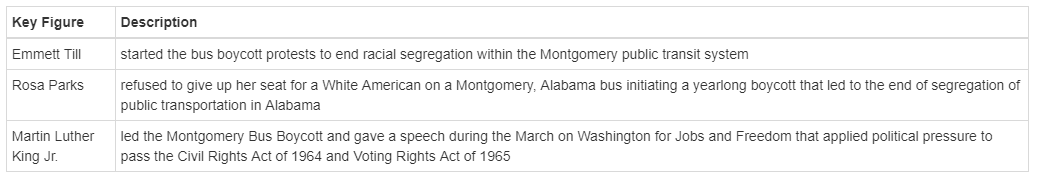 Key Figure Description
Emmett Till started the bus boycott protests to end racial segregation within the Montgomery public transit system
Rosa Parks refused to give up her seat for a White American on a Montgomery, Alabama bus initiating a yearlong boycott that led to the end of segregation of
public transportation in Alabama
Martin Luther led the Montgomery Bus Boycott and gave a speech during the March on Washington for Jobs and Freedom that applied political pressure to
King Jr. pass the Civil Rights Act of 1964 and Voting Rights Act of 1965